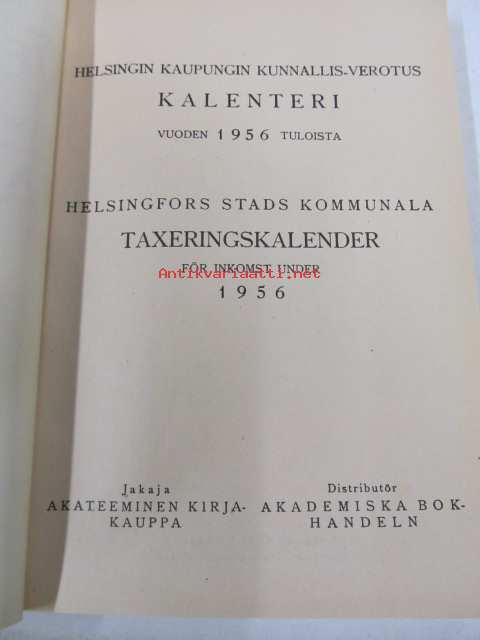 HELSINGIN KAUPUNGIN KUNNALLIS-VEROTUS
KALENTERI
VUODEN 1956 TULOISTA
HELSINGFORS STADS KOMMUNALA
TAXERINGSKALENDER
FÖR INKOMST UNDER
Antikvariaatti.net
1956
Jakaja
AKATEEMINEN KIRJA-
KAUPPA
Distributör
AKADEMISKA BOK-
HANDELN